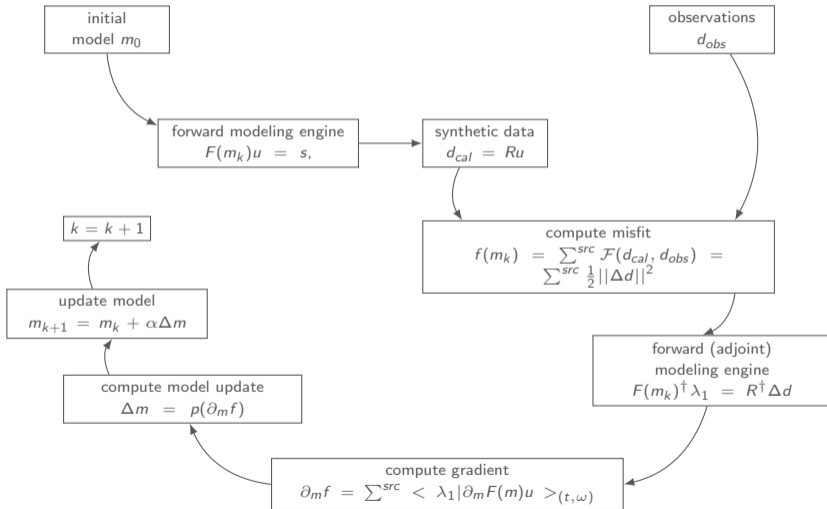 initial
model m₀
observations
d_obs
forward modeling engine
F(m_k)u = s,
synthetic data
d_cal = Ru
compute misfit
f(m_k) = ∑^src ℱ(d_cal, d_obs) =
∑^src ½||Δd||²
k = k + 1
update model
m_{k+1} = m_k + αΔm
forward (adjoint)
modeling engine
F(m_k)^† λ₁ = R^† Δd
compute model update
Δm = p(∂_m f)
compute gradient
∂_m f = ∑^src < λ₁|∂_m F(m)u >_(t,ω)